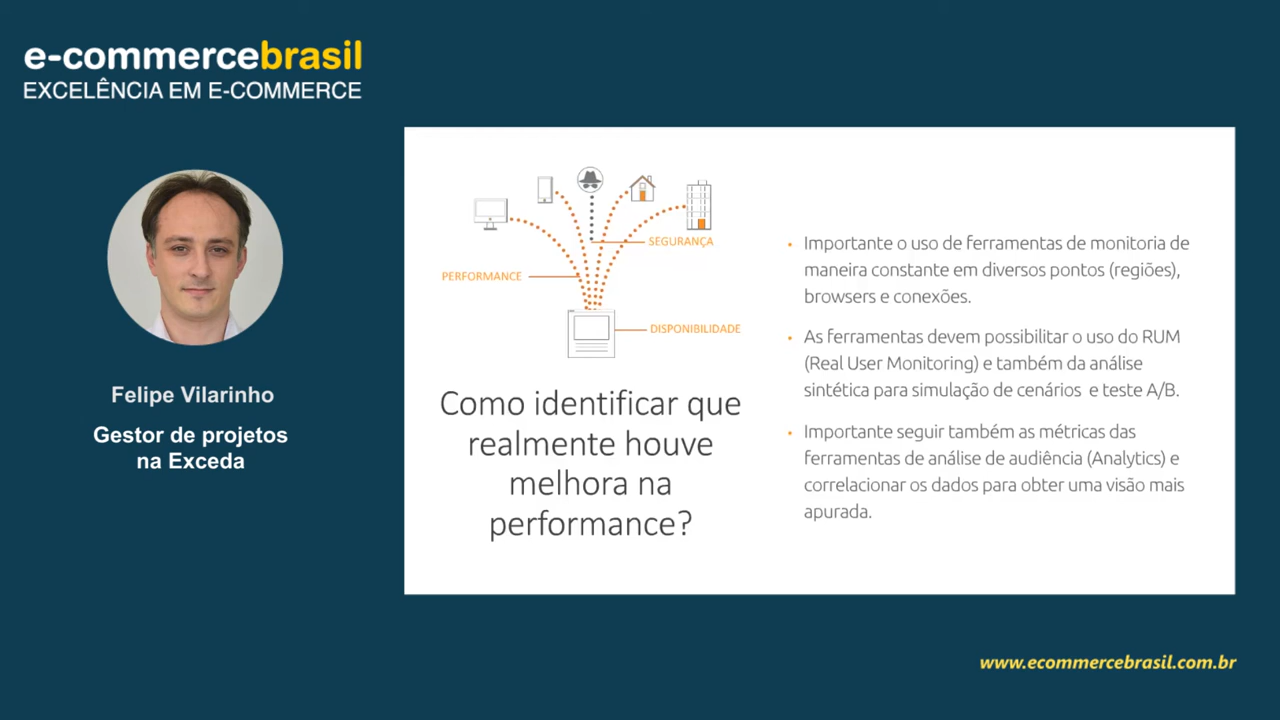 e-commercebrasil
EXCELÊNCIA EM E-COMMERCE
Felipe Vilarinho
Gestor de projetos
na Exceda
SEGURANÇA
PERFORMANCE
DISPONIBILIDADE
Como identificar que
realmente houve
melhora na
performance?
• Importante o uso de ferramentas de monitoria de
maneira constante em diversos pontos (regiões),
browsers e conexões.
• As ferramentas devem possibilitar o uso do RUM
(Real User Monitoring) e também da análise
sintética para simulação de cenários e teste A/B.
• Importante seguir também as métricas das
ferramentas de análise de audiência (Analytics) e
correlacionar os dados para obter uma visão mais
apurada.
www.ecommercebrasil.com.br